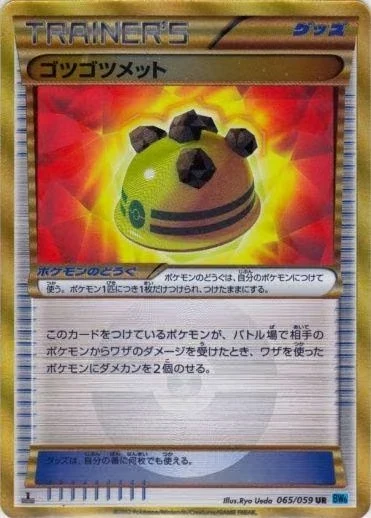 TRAINER'S
グッズ
ゴツゴツメット
ポケモンのどうぐ
ポケモンのどうぐは、自分のポケモンにつけて
使う。ポケモン1匹につき1枚だけつけられ、つけたままにする。
このカードをつけているポケモンが、バトル場で相手の
ポケモンからワザのダメージを受けたとき、ワザを使った
ポケモンにダメカンを2個のせる。
グッズは、自分の番に何枚でも使える。
Illus.Ryo Ueda 065/059 UR BW6
©2012 Pokémon/Nintendo/Creatures/GAME FREAK.